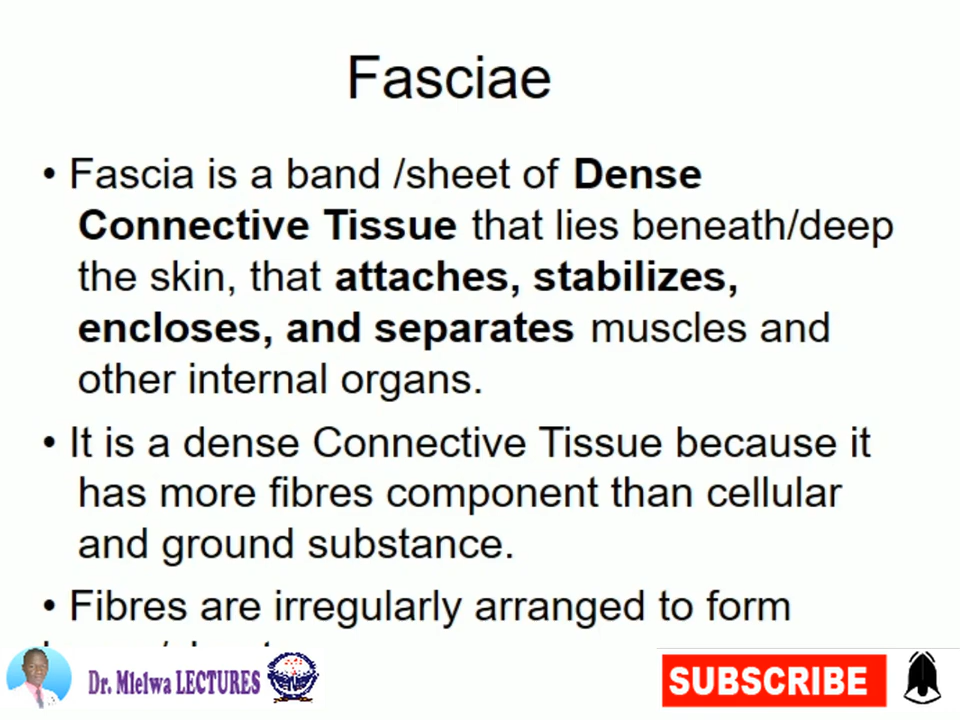 Fasciae
• Fascia is a band /sheet of Dense
Connective Tissue that lies beneath/deep
the skin, that attaches, stabilizes,
encloses, and separates muscles and
other internal organs.
• It is a dense Connective Tissue because it
has more fibres component than cellular
and ground substance.
• Fibres are irregularly arranged to form
Dr. Mlelwa LECTURES
SUBSCRIBE